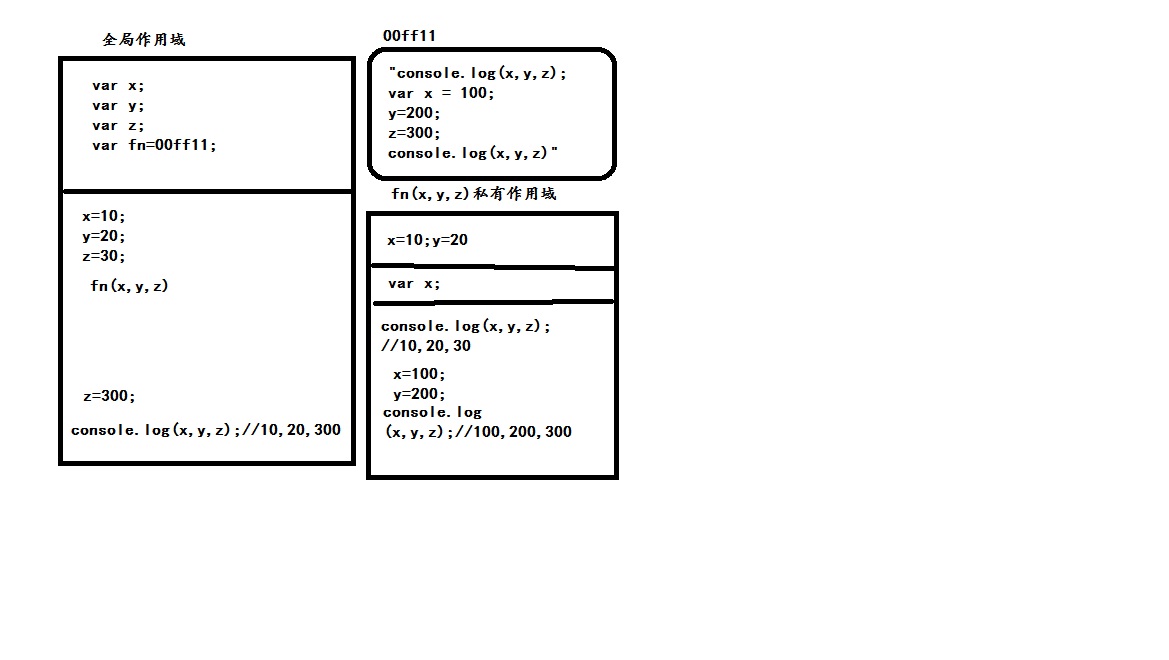 全局作用域
var x;
var y;
var z;
var fn=00ff11;
x=10;
y=20;
z=30;
fn(x,y,z)
z=300;
console.log(x,y,z);//10,20,300
00ff11
"console.log(x,y,z);
var x = 100;
y=200;
z=300;
console.log(x,y,z)"
fn(x,y,z)私有作用域
x=10;y=20
var x;
console.log(x,y,z);
//10,20,30
x=100;
y=200;
console.log
(x,y,z);//100,200,300